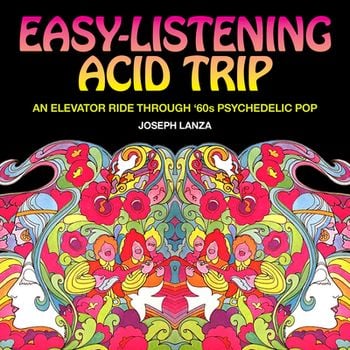 EASY-LISTENING
ACID TRIP
AN ELEVATOR RIDE THROUGH ‘60s PSYCHEDELIC POP
JOSEPH LANZA